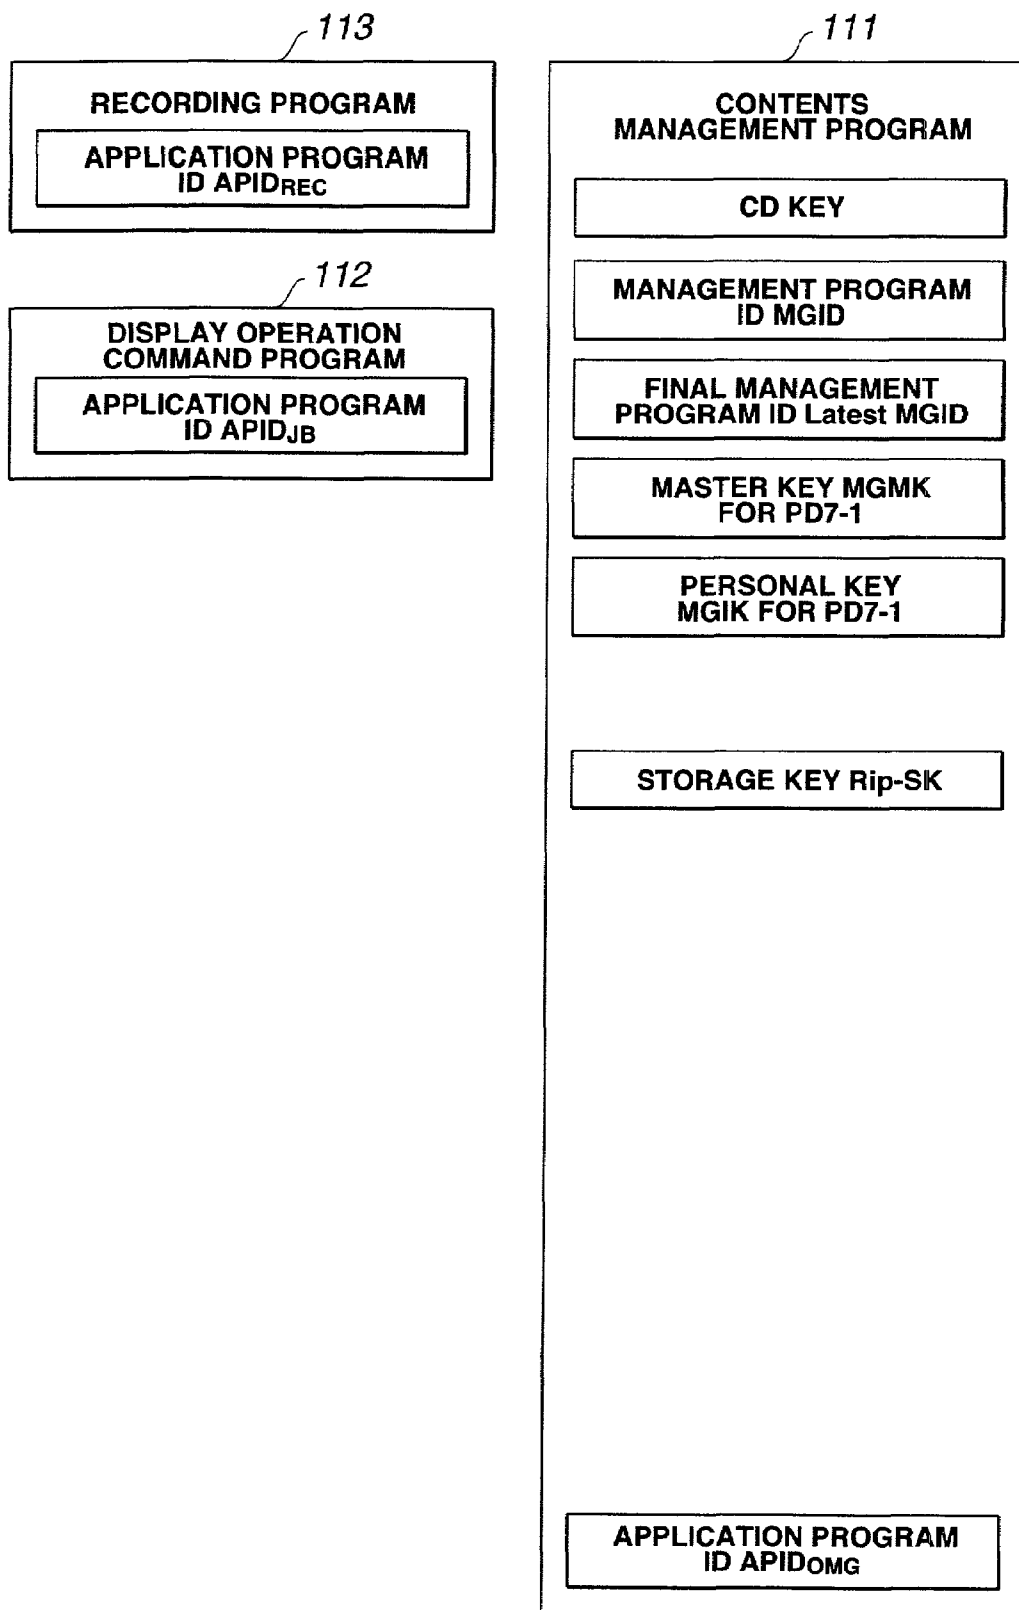 113
RECORDING PROGRAM
APPLICATION PROGRAM
ID APIDREC
112
DISPLAY OPERATION
COMMAND PROGRAM
APPLICATION PROGRAM
ID APIDJB
111
CONTENTS
MANAGEMENT PROGRAM
CD KEY
MANAGEMENT PROGRAM
ID MGID
FINAL MANAGEMENT
PROGRAM ID Latest MGID
MASTER KEY MGMK
FOR PD7-1
PERSONAL KEY
MGIK FOR PD7-1
STORAGE KEY Rip-SK
APPLICATION PROGRAM
ID APIDOMG